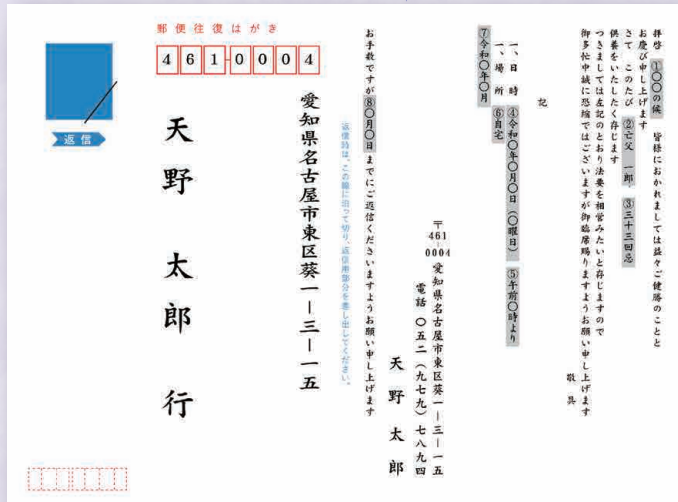 拝啓 ①〇〇の候 皆様におかれましては益々ご健勝のことと
お慶び申し上げます
さて このたび ②亡父 一郎 ③三十三回忌
供養をいたしたく存じます
つきましては左記のとおり法要を相営みたいと存じますので
御多忙中誠に恐縮ではございますが御臨席賜りますようお願い申し上げます
敬具
記
一、日時 ④令和〇年〇月〇日(〇曜日) ⑤午前〇時より
一、場所 ⑥自宅
⑦令和〇年〇月
〒461-0004 愛知県名古屋市東区葵一ー三ー一五
電話 〇五二(九七九)七八九四
天野太郎
お手数ですが⑧〇月〇日までにご返信くださいますようお願い申し上げます
返信時は、この線に沿って切り、返信用部分を差し出してください。
郵便往復はがき
461-0004
愛知県名古屋市東区葵一ー三ー一五
天野 太郎 行
返信